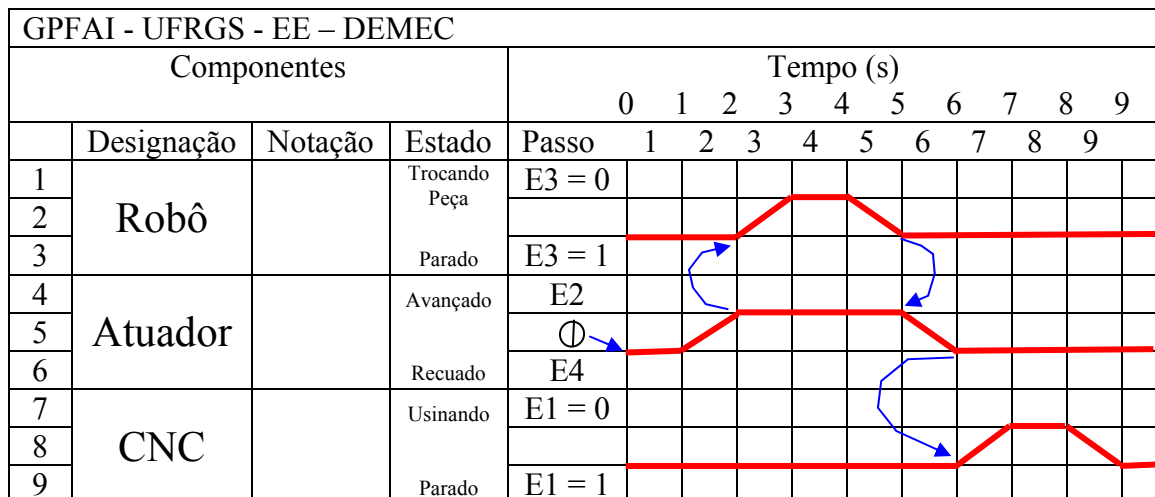 GPFAI - UFRGS - EE – DEMEC
Componentes Tempo (s)
0 1 2 3 4 5 6 7 8 9
Designação Notação Estado Passo 1 2 3 4 5 6 7 8 9
1 Trocando Peça E3 = 0
2 Robô
3 Parado E3 = 1
4 Avançado E2
5 Atuador
6 Recuado E4
7 Usinando E1 = 0
8 CNC
9 Parado E1 = 1